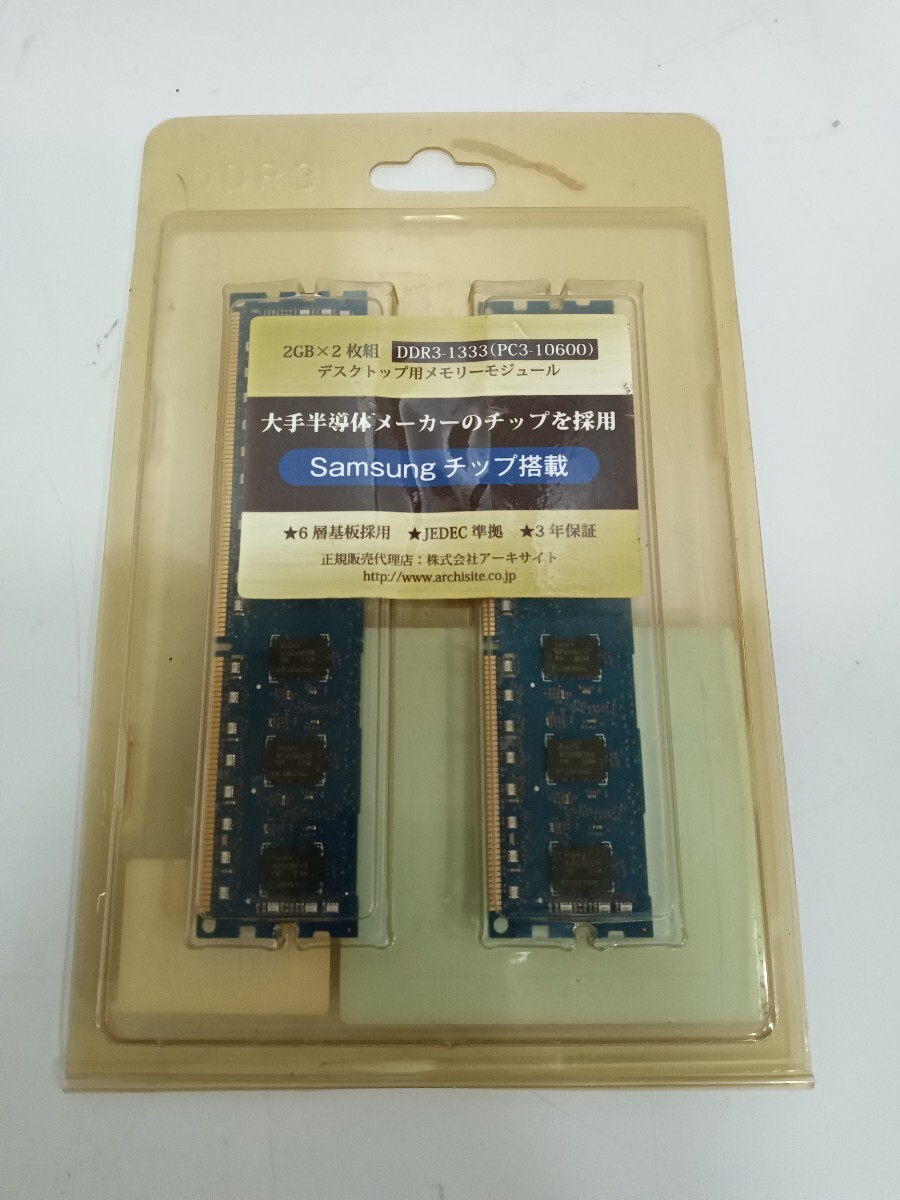 DDR3
2GB×2枚組 DDR3-1333(PC3-10600)
デスクトップ用メモリーモジュール
大手半導体メーカーのチップを採用
Samsungチップ搭載
★6層基板採用 ★JEDEC準拠 ★3年保証
正規販売代理店：株式会社アーキサイト
http://www.archisite.co.jp